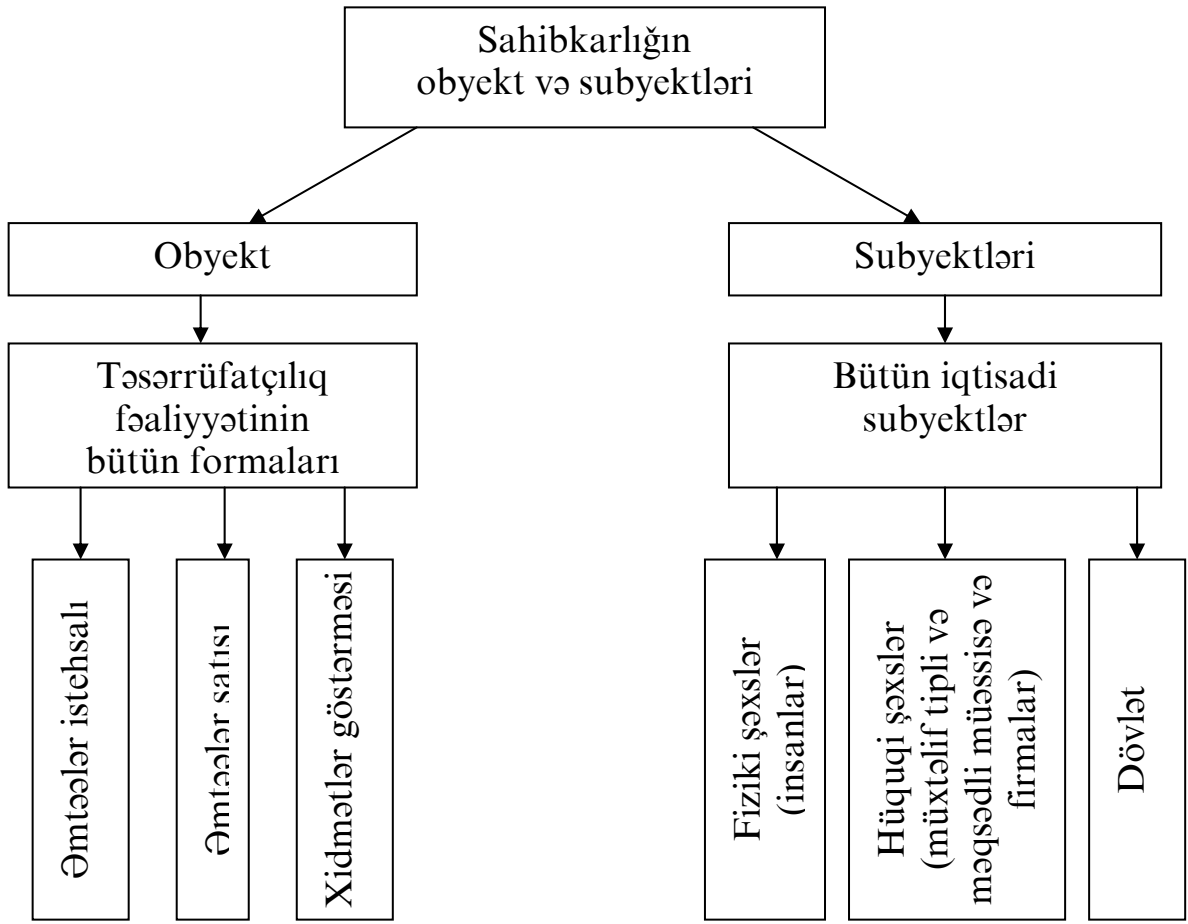 Sahibkarlığın
obyekt və subyektləri
Obyekt
Subyektləri
Təsərrüfatçılıq
fəaliyyətinin
bütün formaları
Bütün iqtisadi
subyektlər
Əmtəələr istehsalı
Əmtəələr satısı
Xidmətlər göstərməsi
Fiziki şəxslər
(insanlar)
Hüquqi şəxslər
(müxtəlif tipli və
məqsədli müəssisə və
firmalar)
Dövlət